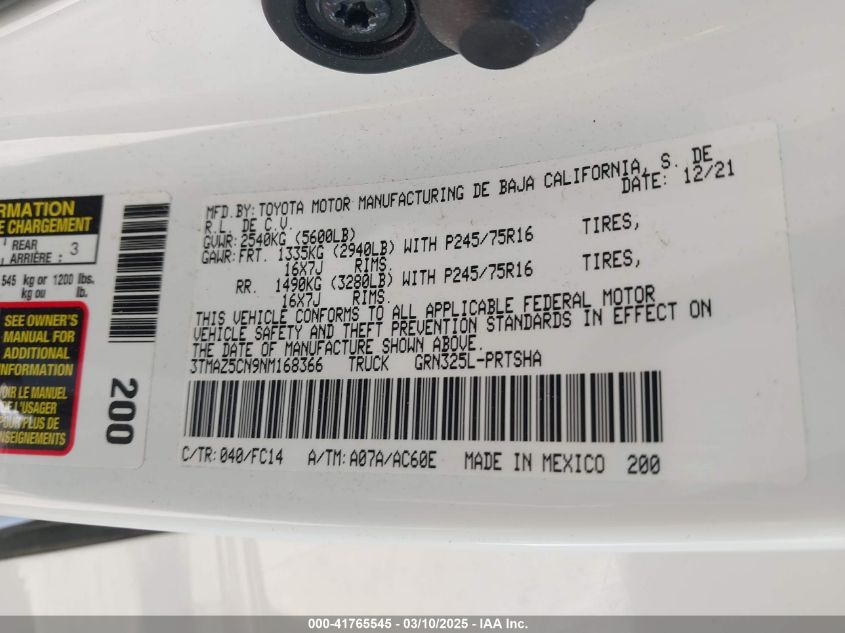 MFD.BY: TOYOTA MOTOR MANUFACTURING DE BAJA CALIFORNIA, S. DE
R.L. DE C.V. DATE: 12/21
GVWR: 2540KG (5600LB)
GAWR: FRT. 1335KG (2940LB) WITH P245/75R16 TIRES,
16X7J RIMS.
RR. 1490KG (3280LB) WITH P245/75R16 TIRES,
16X7J RIMS.
THIS VEHICLE CONFORMS TO ALL APPLICABLE FEDERAL MOTOR
VEHICLE SAFETY AND THEFT PREVENTION STANDARDS IN EFFECT ON
THE DATE OF MANUFACTURE SHOWN ABOVE.
3TMAZ5CN9NM168366 TRUCK GRN325L-PRTSHA
C/TR: 040/FC14 A/TM: A07A/AC60E MADE IN MEXICO 200
RMATION
E CHARGEMENT
REAR
ARRIÈRE : 3
545 kg or 1200 lbs.
kg ou lb.
SEE OWNER'S
MANUAL FOR
ADDITIONAL
INFORMATION
OIR LE MANUEL
DE L'USAGER
POUR PLUS DE
NSEIGNEMENTS
200
000-41765545 - 03/10/2025 - IAA Inc.